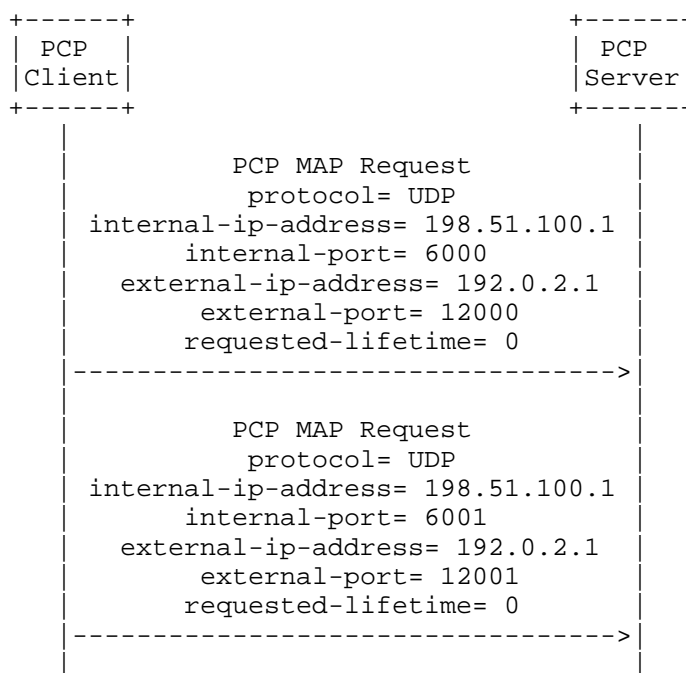 PCP PCP
Client Server
PCP MAP Request
protocol= UDP
internal-ip-address= 198.51.100.1
internal-port= 6000
external-ip-address= 192.0.2.1
external-port= 12000
requested-lifetime= 0
PCP MAP Request
protocol= UDP
internal-ip-address= 198.51.100.1
internal-port= 6001
external-ip-address= 192.0.2.1
external-port= 12001
requested-lifetime= 0